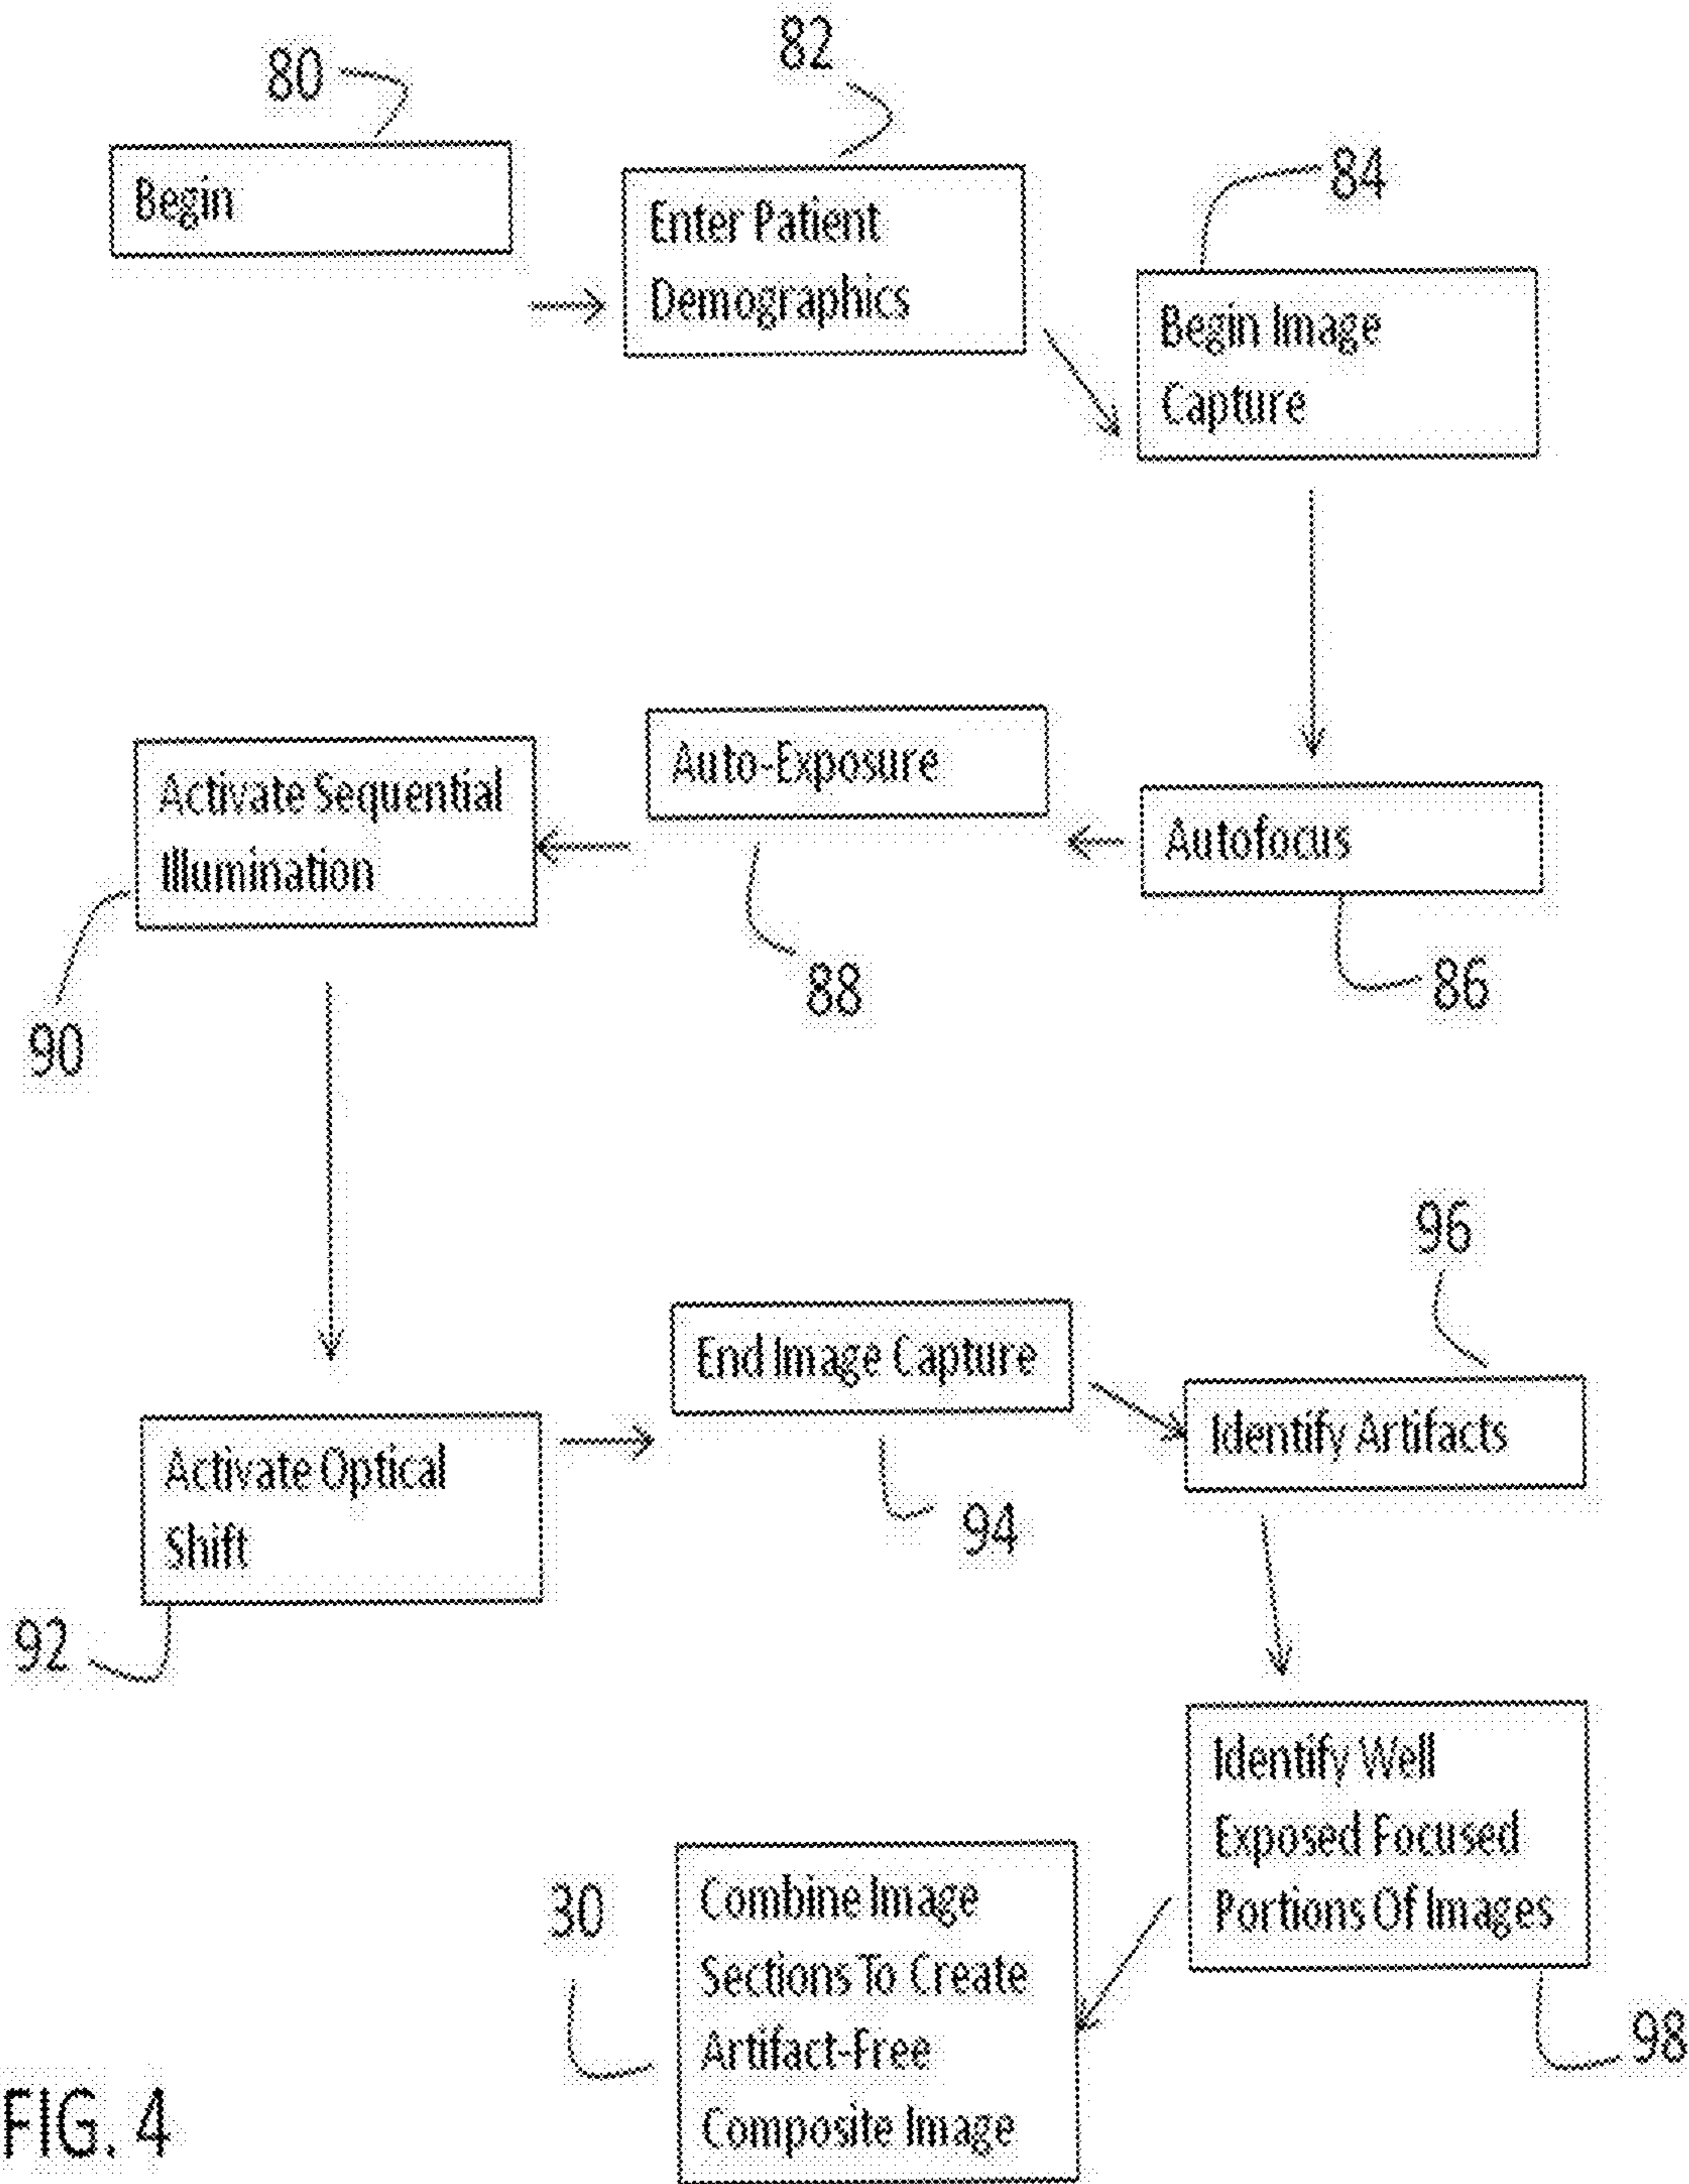 80
Begin
82
Enter Patient
Demographics
84
Begin Image
Capture
Autofocus
86
Auto-Exposure
88
Activate Sequential
Illumination
90
Activate Optical
Shift
92
End Image Capture
94
96
Identify Artifacts
Identify Well
Exposed Focused
Portions Of Images
98
30
Combine Image
Sections To Create
Artifact-Free
Composite Image
FIG. 4